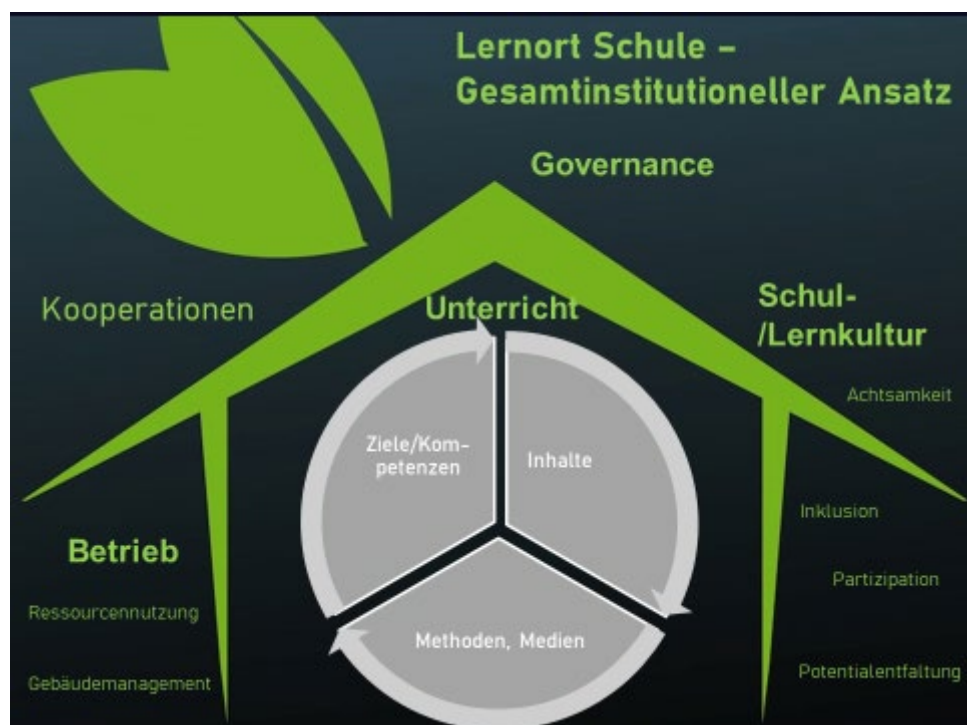 Lernort Schule –
Gesamtinstitutioneller Ansatz
Governance
Kooperationen
Unterricht
Schul-
/Lernkultur
Achtsamkeit
Ziele/Kom-
petenzen
Inhalte
Inklusion
Betrieb
Partizipation
Ressourcennutzung
Methoden, Medien
Potentialentfaltung
Gebäudemanagement